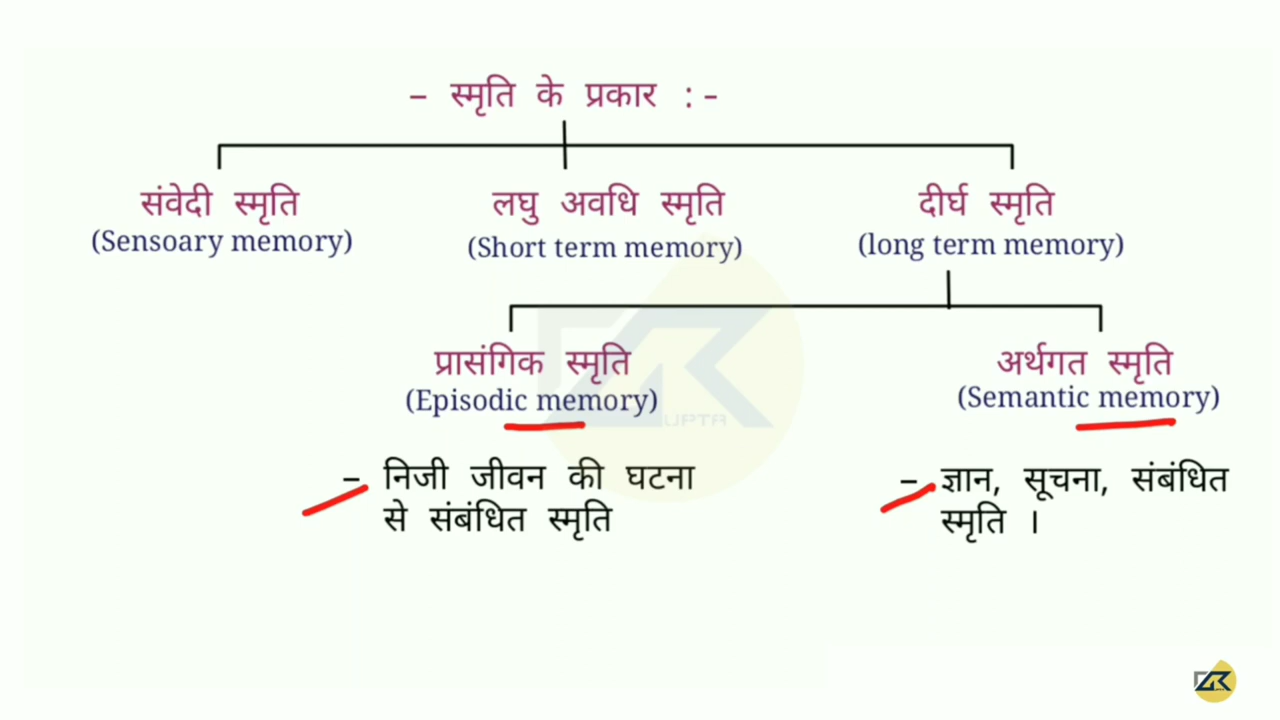 – स्मृति के प्रकार :-
संवेदी स्मृति
(Sensoary memory)
लघु अवधि स्मृति
(Short term memory)
दीर्घ स्मृति
(long term memory)
प्रासंगिक स्मृति
(Episodic memory)
– निजी जीवन की घटना
से संबंधित स्मृति
अर्थगत स्मृति
(Semantic memory)
– ज्ञान, सूचना, संबंधित
स्मृति ।